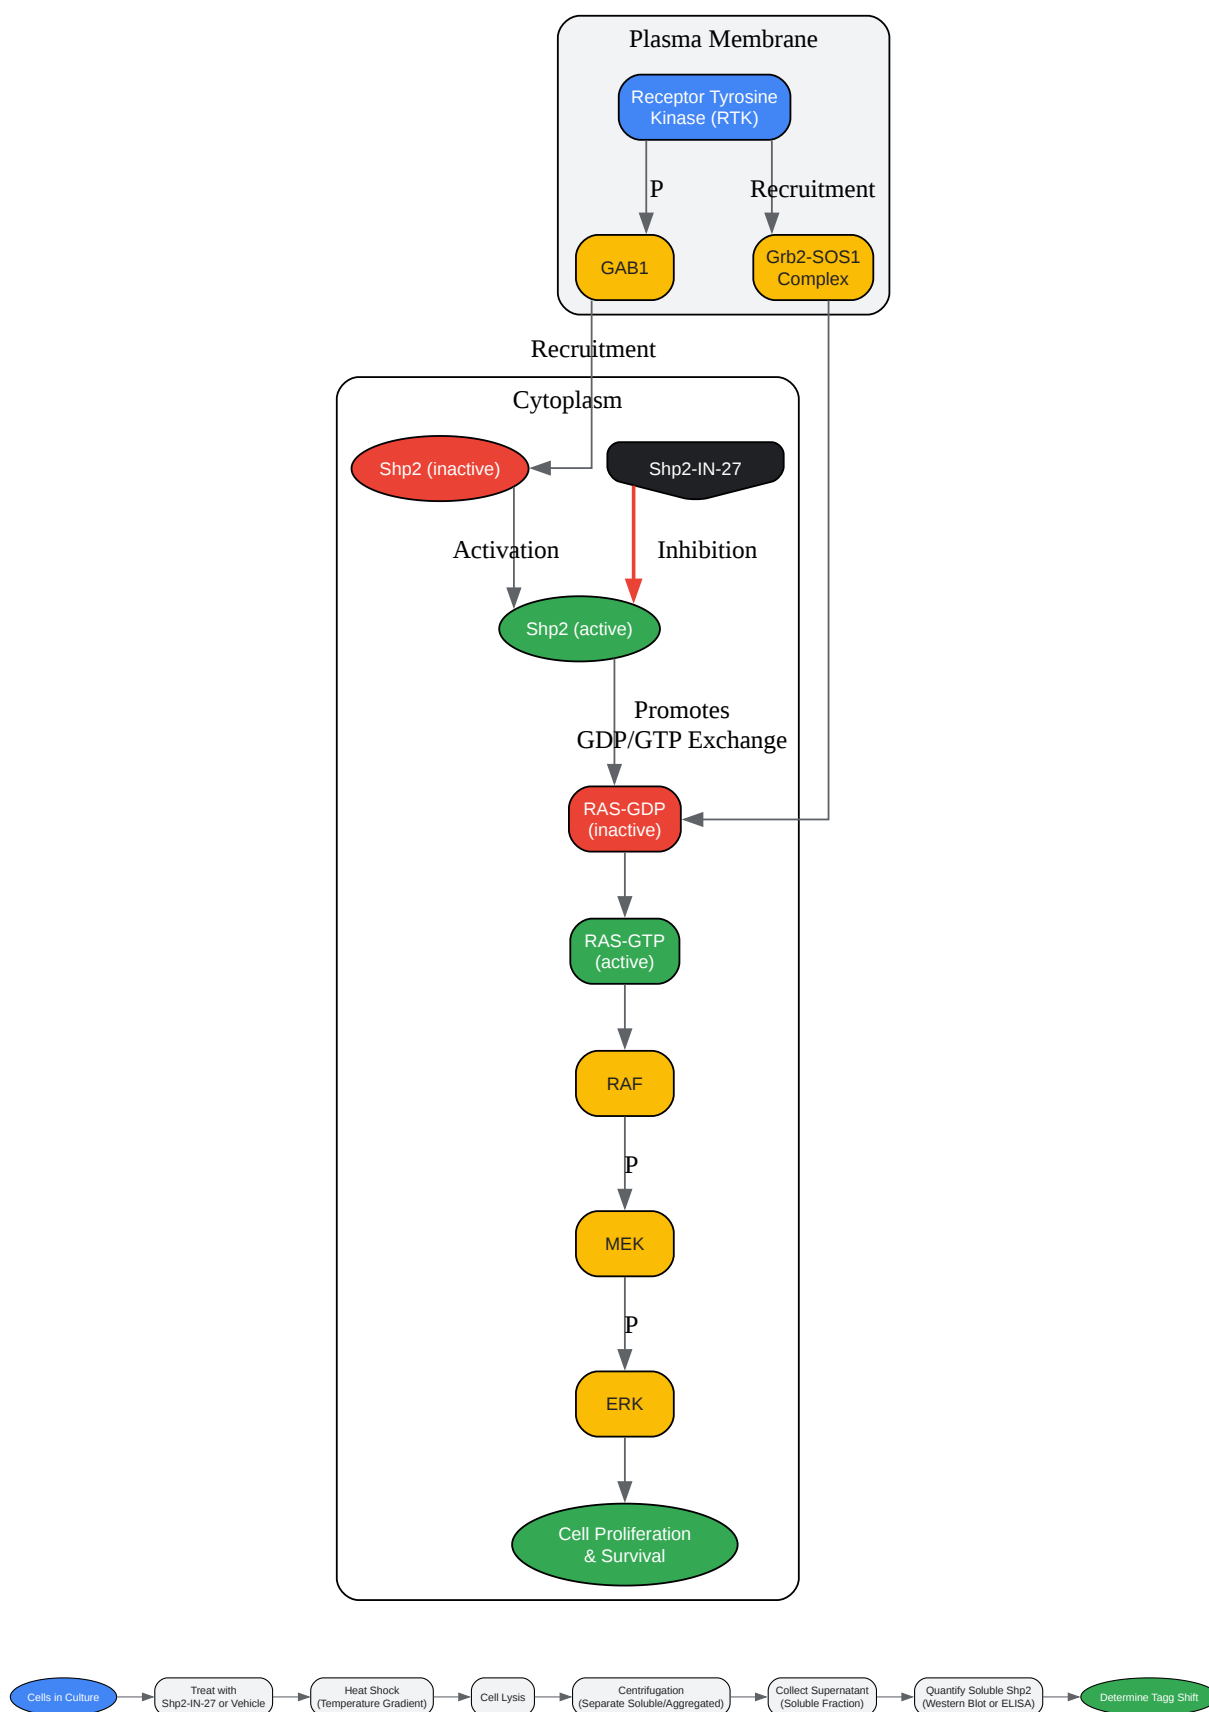 Plasma Membrane
Receptor Tyrosine
Kinase (RTK)
P
Recruitment
GAB1
Grb2-SOS1
Complex
Recruitment
Cytoplasm
Shp2 (inactive)
Shp2-IN-27
Activation
Inhibition
Shp2 (active)
Promotes
GDP/GTP Exchange
RAS-GDP
(inactive)
RAS-GTP
(active)
RAF
P
MEK
P
ERK
Cell Proliferation
& Survival
Cells in Culture
Treat with
Shp2-IN-27 or Vehicle
Heat Shock
(Temperature Gradient)
Cell Lysis
Centrifugation
(Separate Soluble/Aggregated)
Collect Supernatant
(Soluble Fraction)
Quantify Soluble Shp2
(Western Blot or ELISA)
Determine Tagg Shift